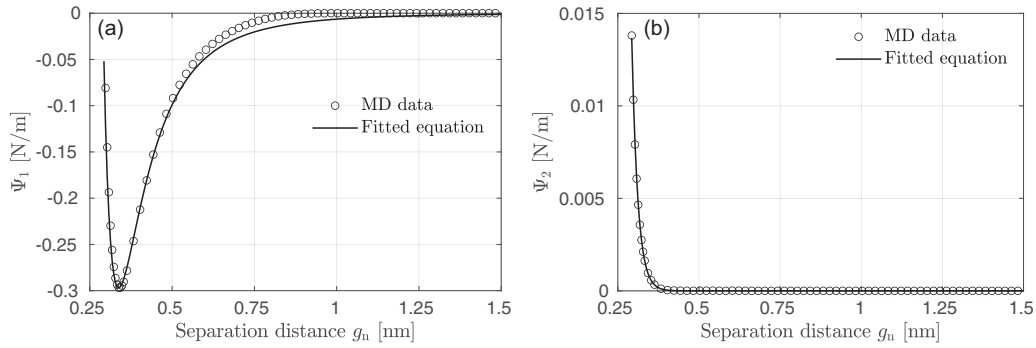 0
(a)
-0.05
-0.1
-0.15
-0.2
-0.25
-0.3
Ψ1 [N/m]
MD data
Fitted equation
0.25
0.5
0.75
1
1.25
1.5
Separation distance gn [nm]
0.015
(b)
0.01
0.005
0
Ψ2 [N/m]
MD data
Fitted equation
0.25
0.5
0.75
1
1.25
1.5
Separation distance gn [nm]